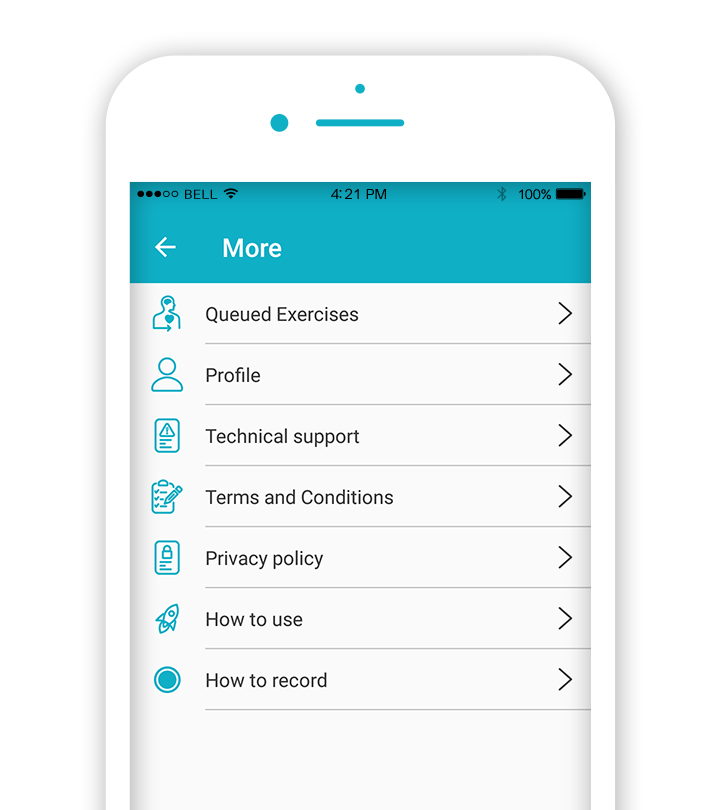 BELL 4:21 PM 100%
More
Queued Exercises
Profile
Technical support
Terms and Conditions
Privacy policy
How to use
How to record